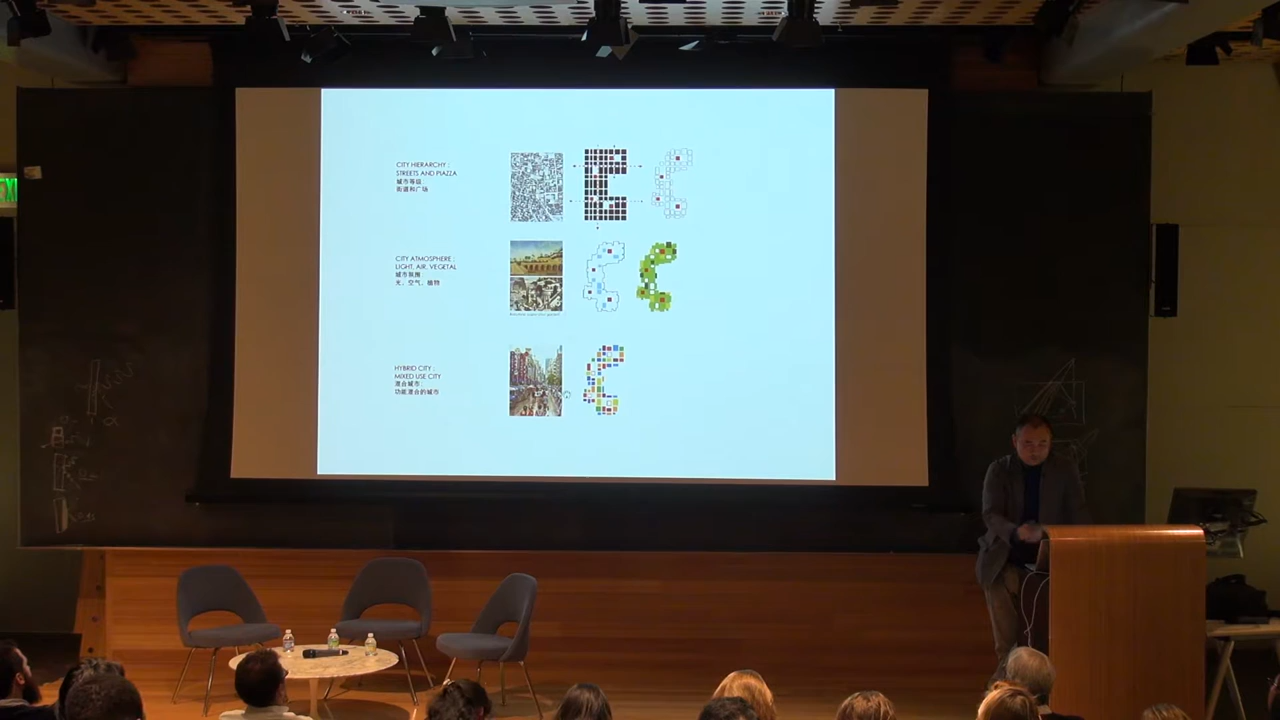 CITY HIERARCHY :
STREETS AND PIAZZA
城市等级
街道和广场
CITY ATMOSPHERE :
LIGHT, AIR, VEGETAL
城市氛围
光、空气、植物
HYBRID CITY :
MIXED USE CITY
混合城市
功能混合的城市
EXI